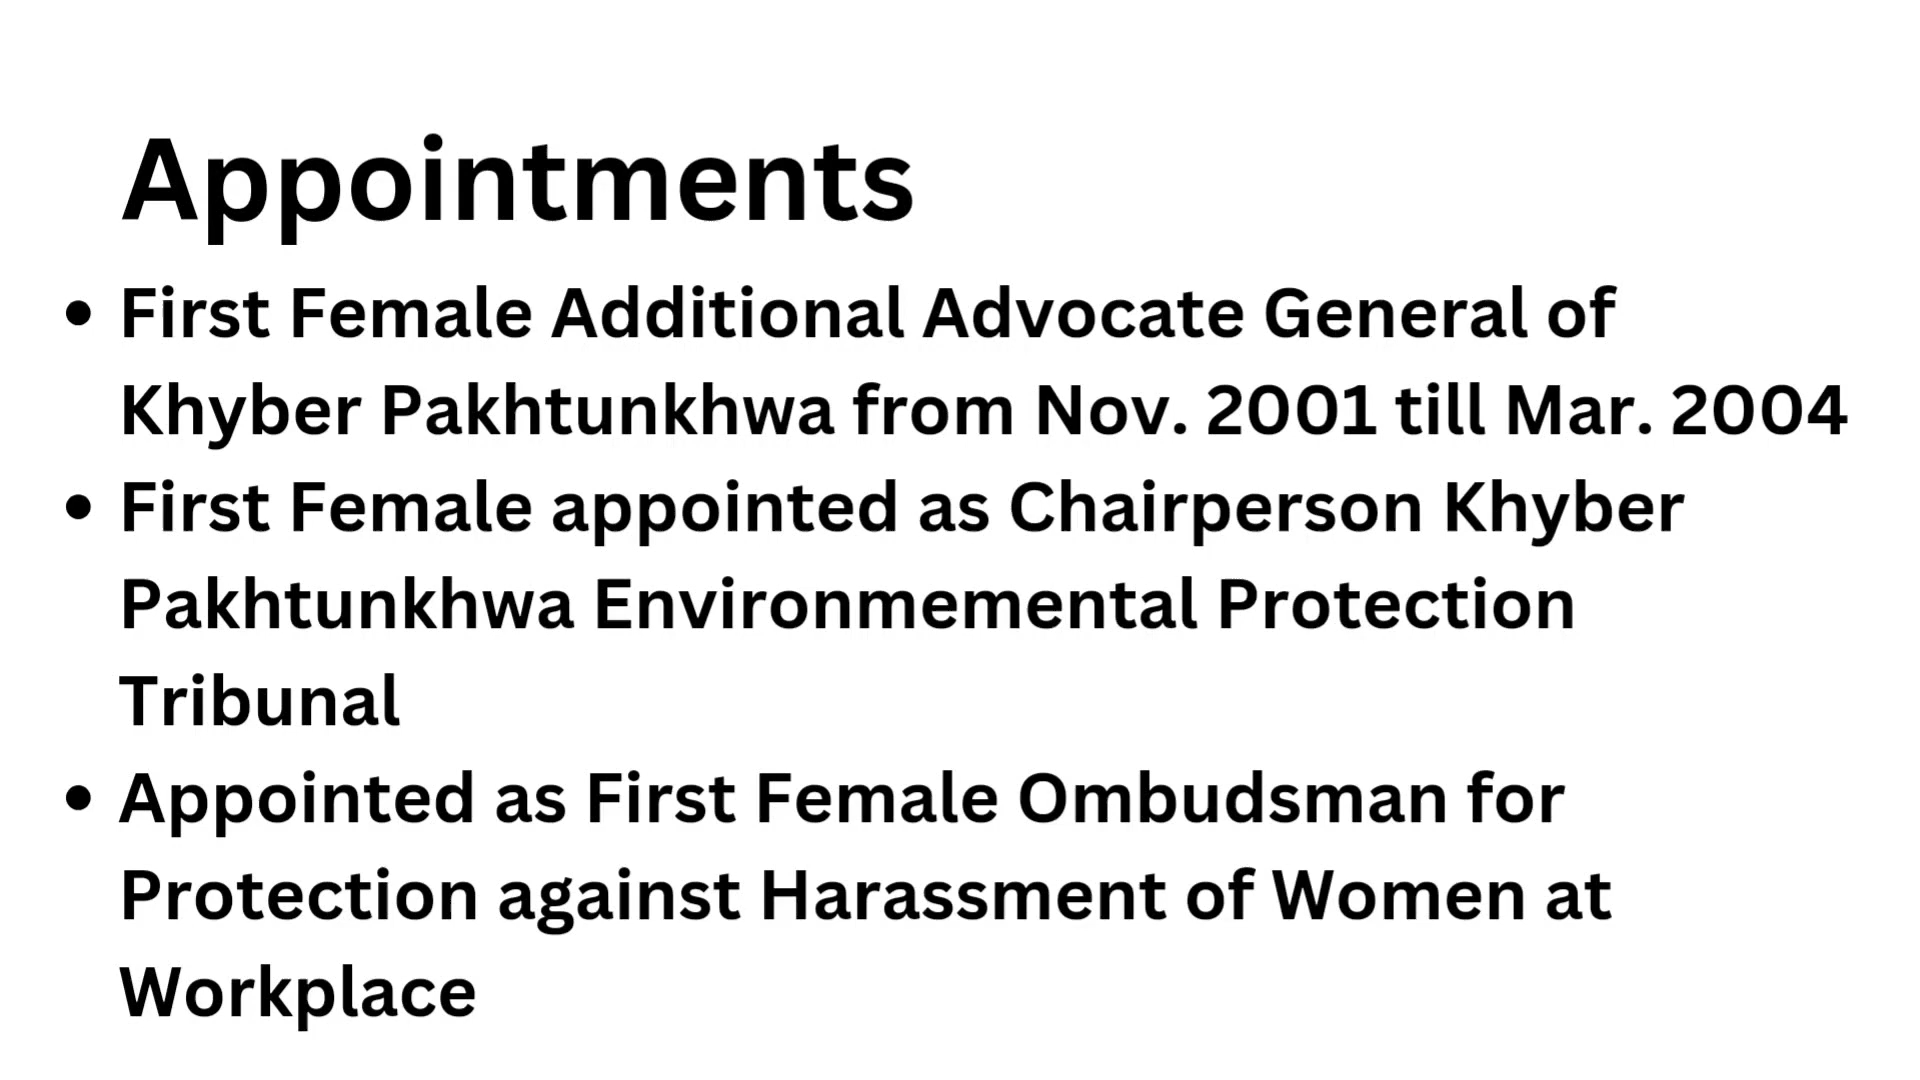 Appointments
• First Female Additional Advocate General of
Khyber Pakhtunkhwa from Nov. 2001 till Mar. 2004
• First Female appointed as Chairperson Khyber
Pakhtunkhwa Environmemental Protection
Tribunal
• Appointed as First Female Ombudsman for
Protection against Harassment of Women at
Workplace